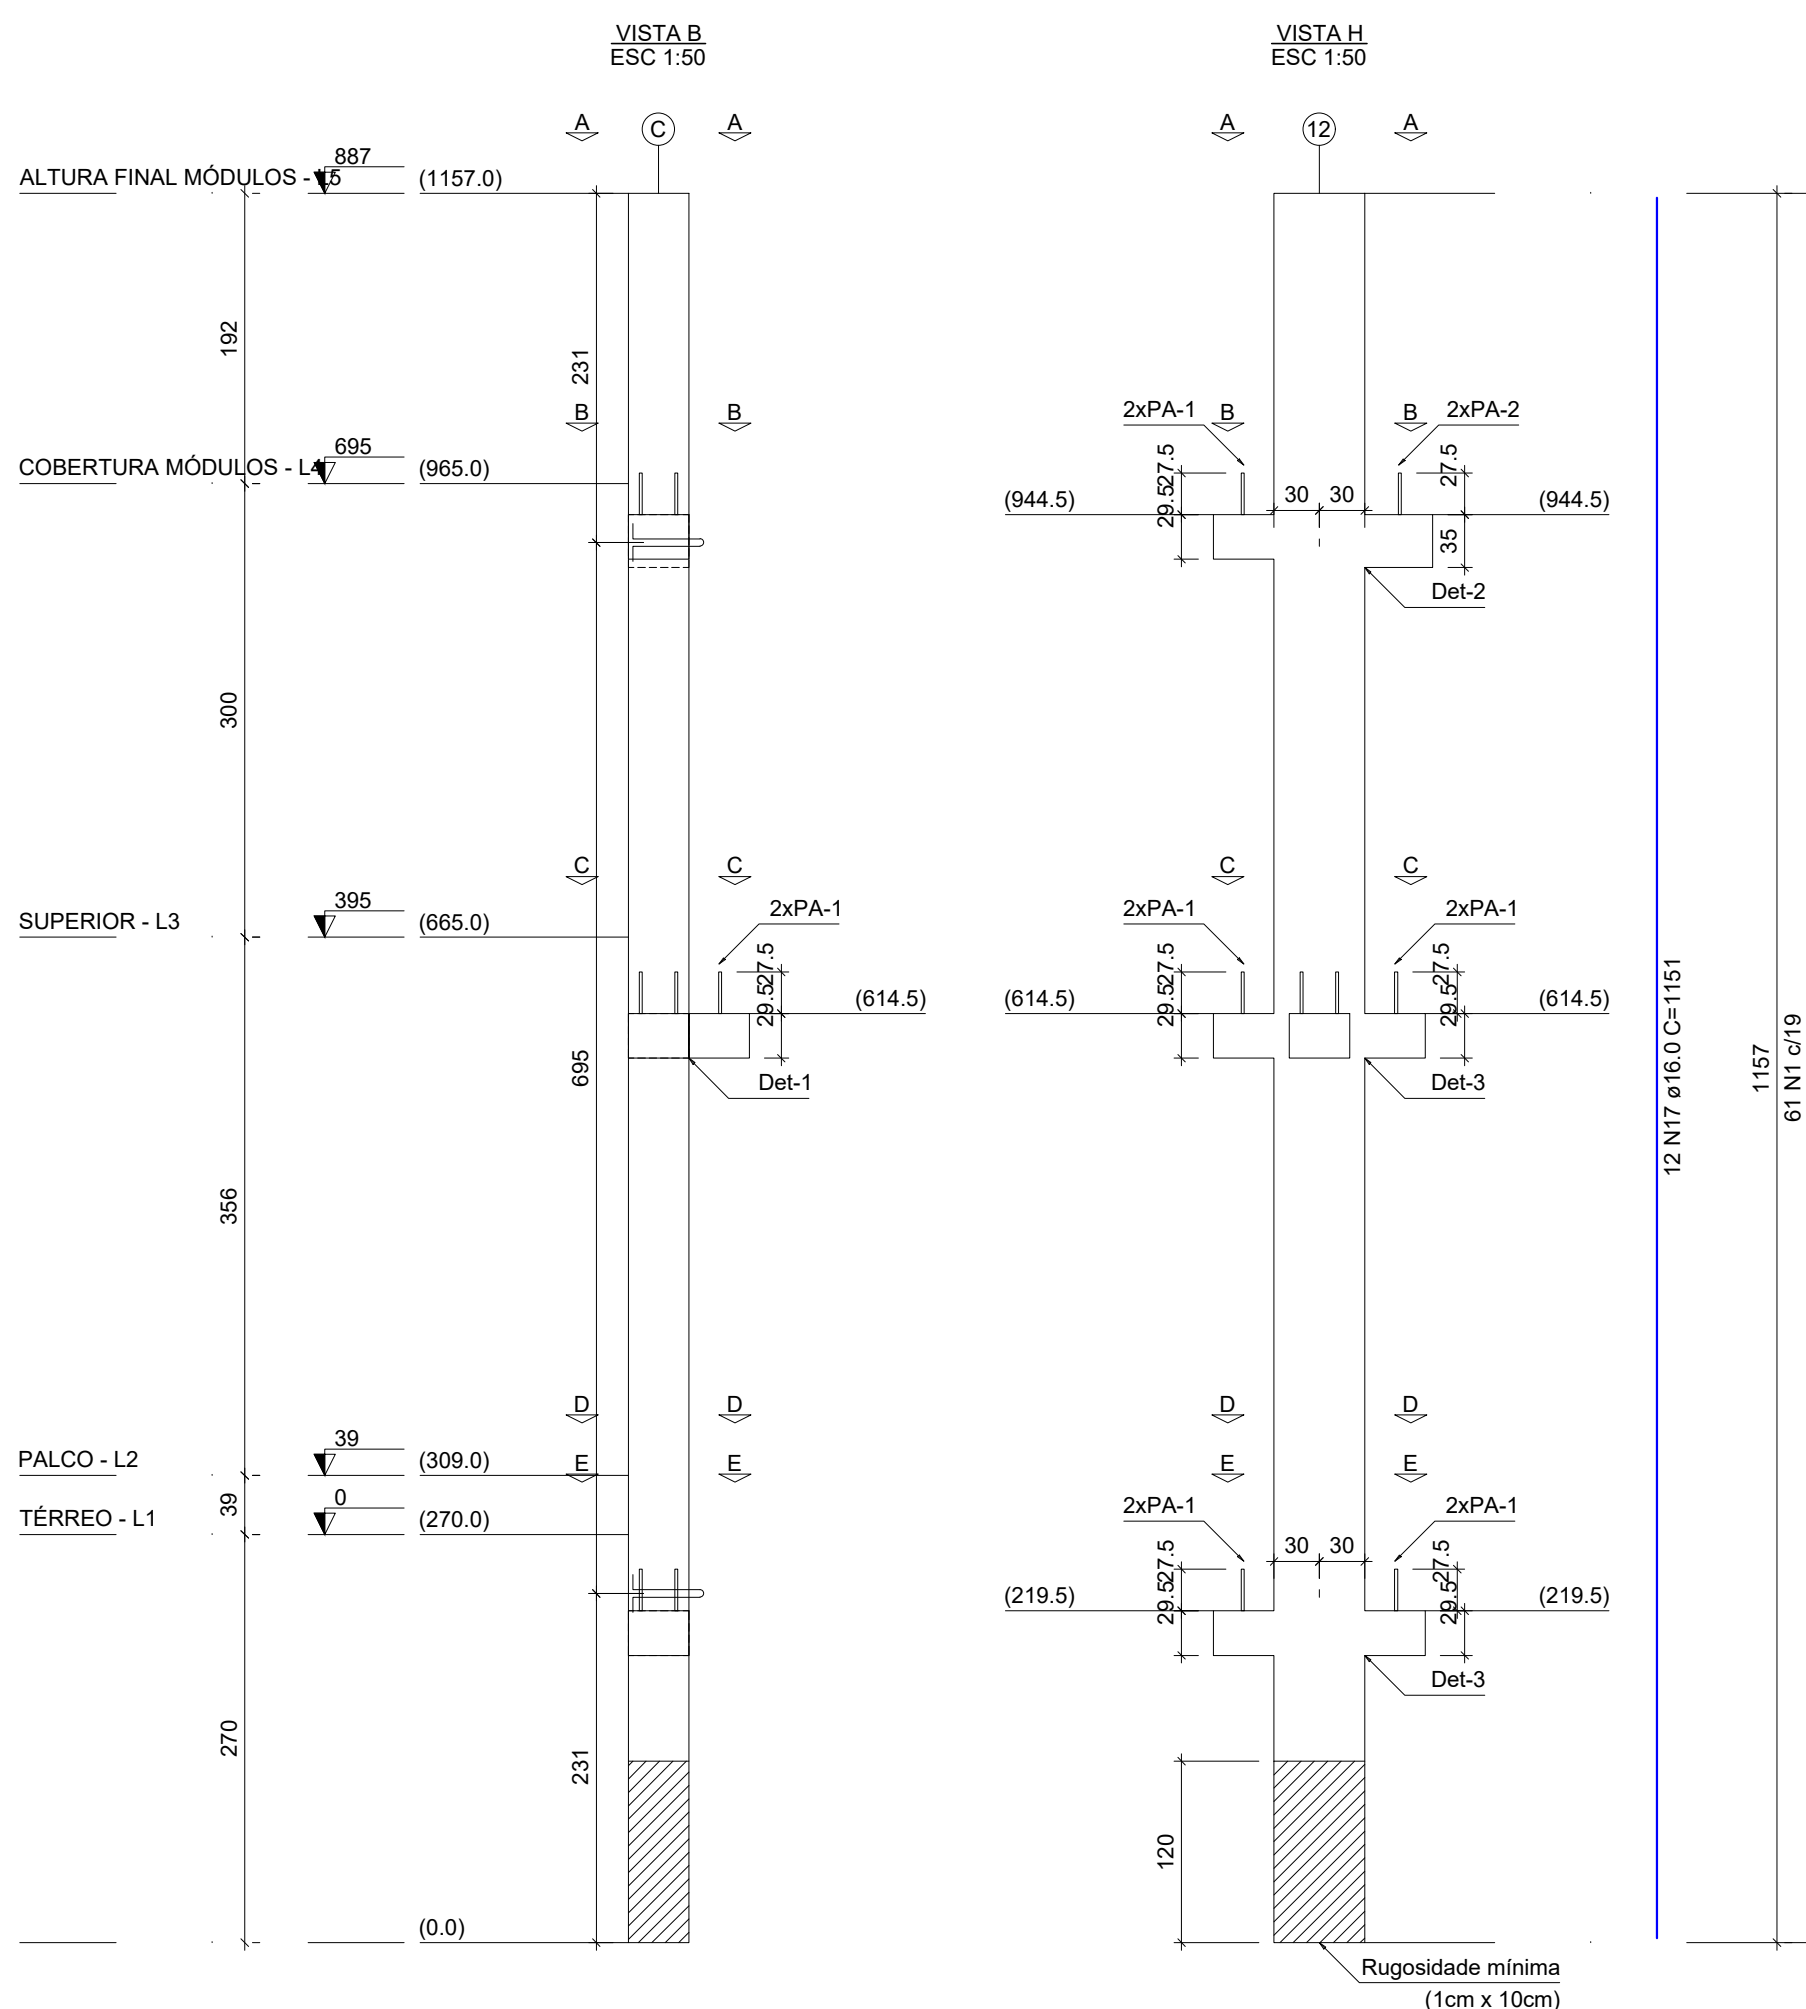 VISTA B
ESC 1:50
VISTA H
ESC 1:50
A
C
A
A
12
A
ALTURA FINAL MÓDULOS - L5
887
(1157.0)
192
231
B
B
2xPA-1
B
B
2xPA-2
COBERTURA MÓDULOS - L4
695
(965.0)
27.5
29.5
27.5
35
(944.5)
30
30
(944.5)
Det-2
300
C
C
C
C
SUPERIOR - L3
395
(665.0)
2xPA-1
2xPA-1
2xPA-1
27.5
29.5
27.5
29.5
27.5
29.5
(614.5)
(614.5)
(614.5)
Det-1
Det-3
695
12 N17 ø16.0 C=1151
1157
61 N1 c/19
356
D
D
D
D
PALCO - L2
39
(309.0)
E
E
E
E
39
TÉRREO - L1
0
(270.0)
2xPA-1
2xPA-1
30
30
27.5
29.5
27.5
29.5
(219.5)
(219.5)
Det-3
270
231
120
(0.0)
Rugosidade mínima
(1cm x 10cm)